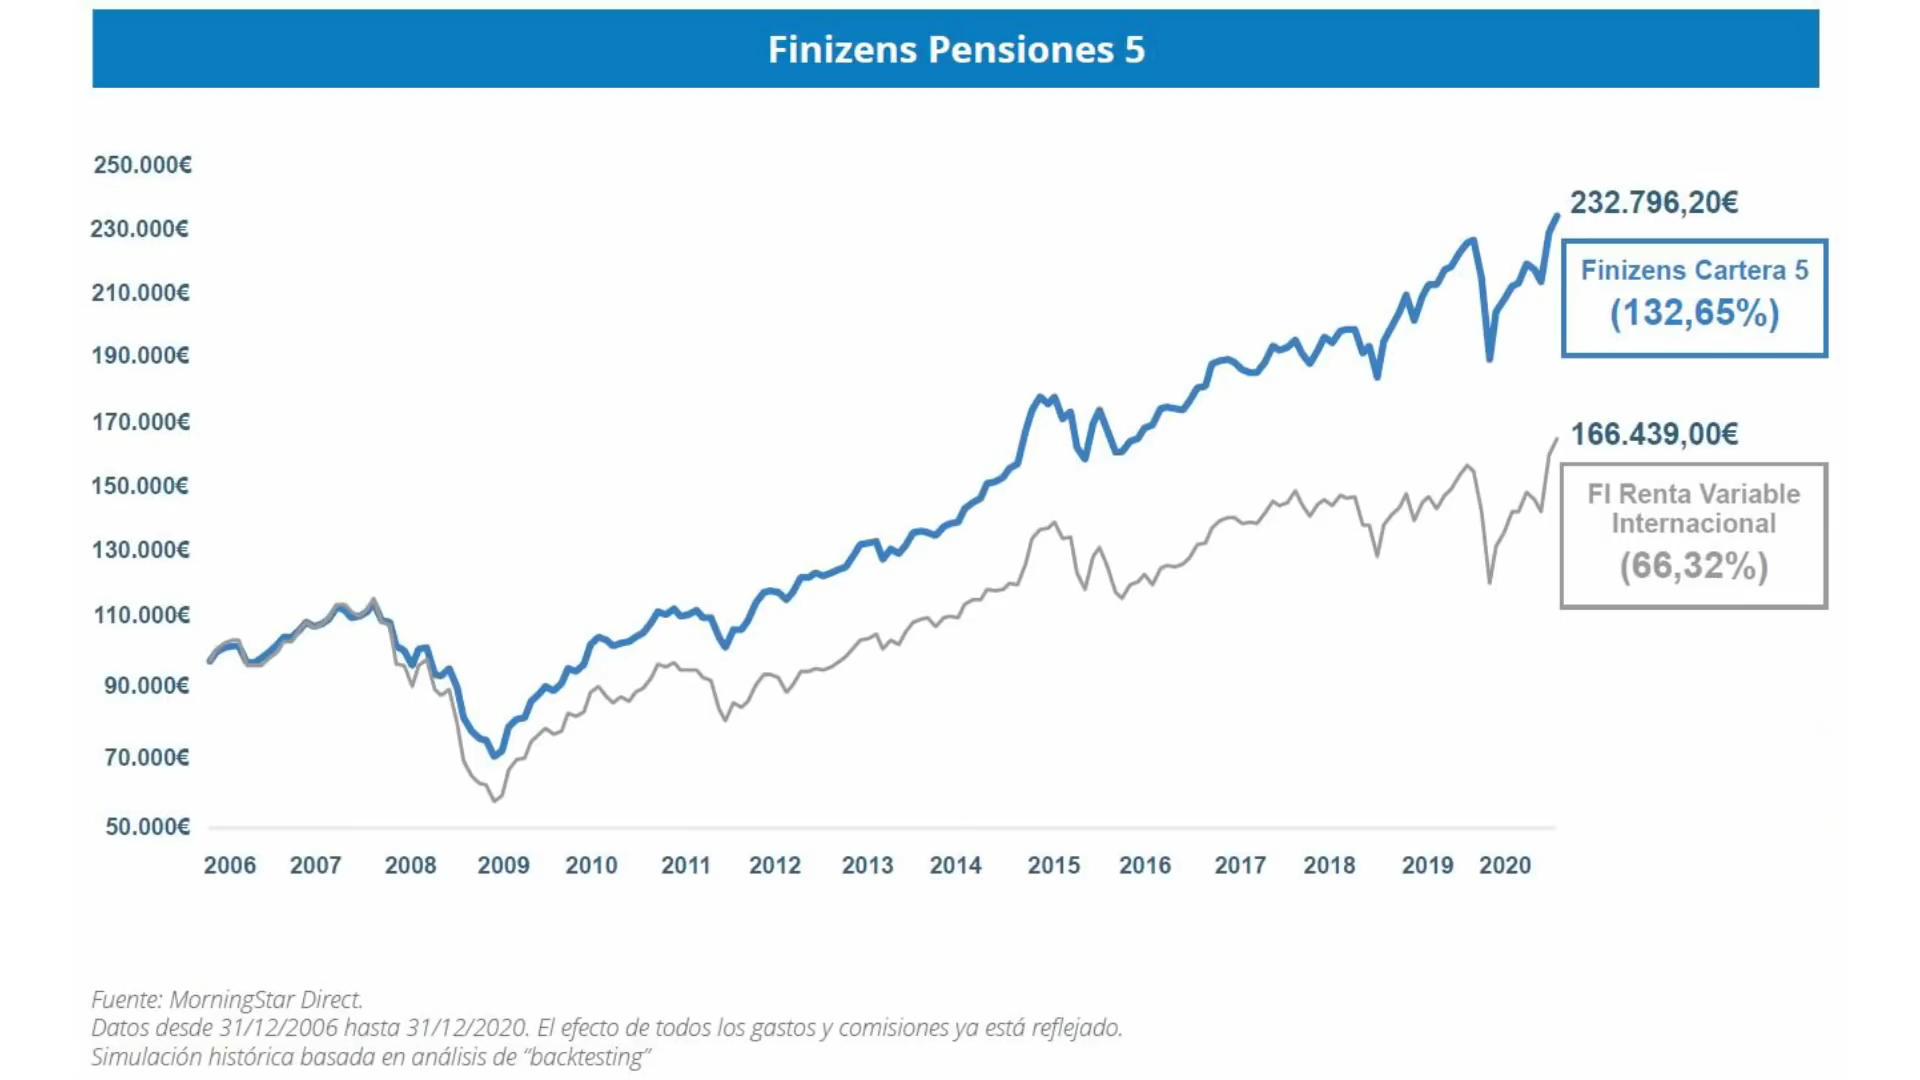 Finizens Pensiones 5
250.000€
230.000€
210.000€
190.000€
170.000€
150.000€
130.000€
110.000€
90.000€
70.000€
50.000€
232.796,20€
Finizens Cartera 5
(132,65%)
166.439,00€
FI Renta Variable
Internacional
(66,32%)
2006 2007 2008 2009 2010 2011 2012 2013 2014 2015 2016 2017 2018 2019 2020
Fuente: MorningStar Direct.
Datos desde 31/12/2006 hasta 31/12/2020. El efecto de todos los gastos y comisiones ya está reflejado.
Simulación histórica basada en análisis de “backtesting”